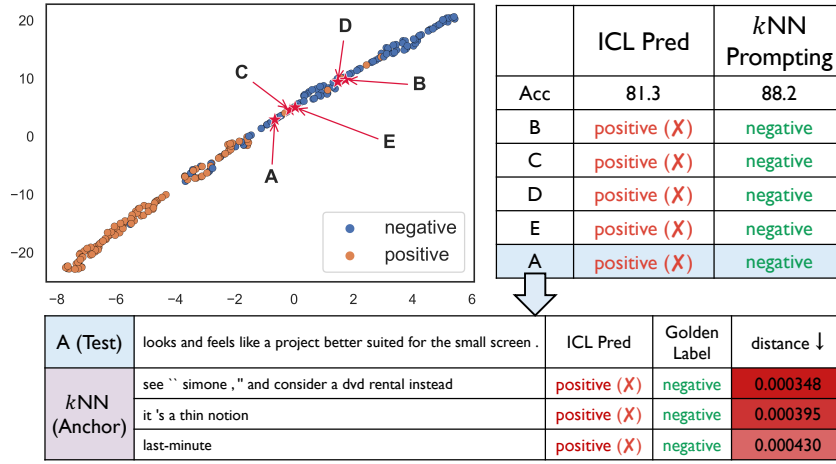 20
10
0
−10
−20
−8 −6 −4 −2 0 2 4 6
D
C
B
E
A
negative
positive
ICL Pred kNN Prompting
Acc 81.3 88.2
B positive (✗) negative
C positive (✗) negative
D positive (✗) negative
E positive (✗) negative
A positive (✗) negative
A (Test) looks and feels like a project better suited for the small screen . ICL Pred Golden Label distance ↓
kNN (Anchor)
see `` simone , '' and consider a dvd rental instead positive (✗) negative 0.000348
it 's a thin notion positive (✗) negative 0.000395
last-minute positive (✗) negative 0.000430